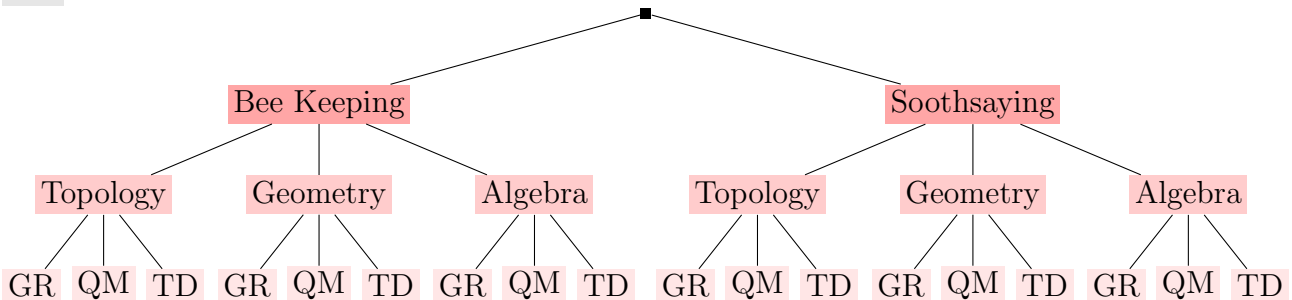 Bee Keeping Soothsaying
Topology Geometry Algebra Topology Geometry Algebra
GR QM TD GR QM TD GR QM TD GR QM TD GR QM TD GR QM TD